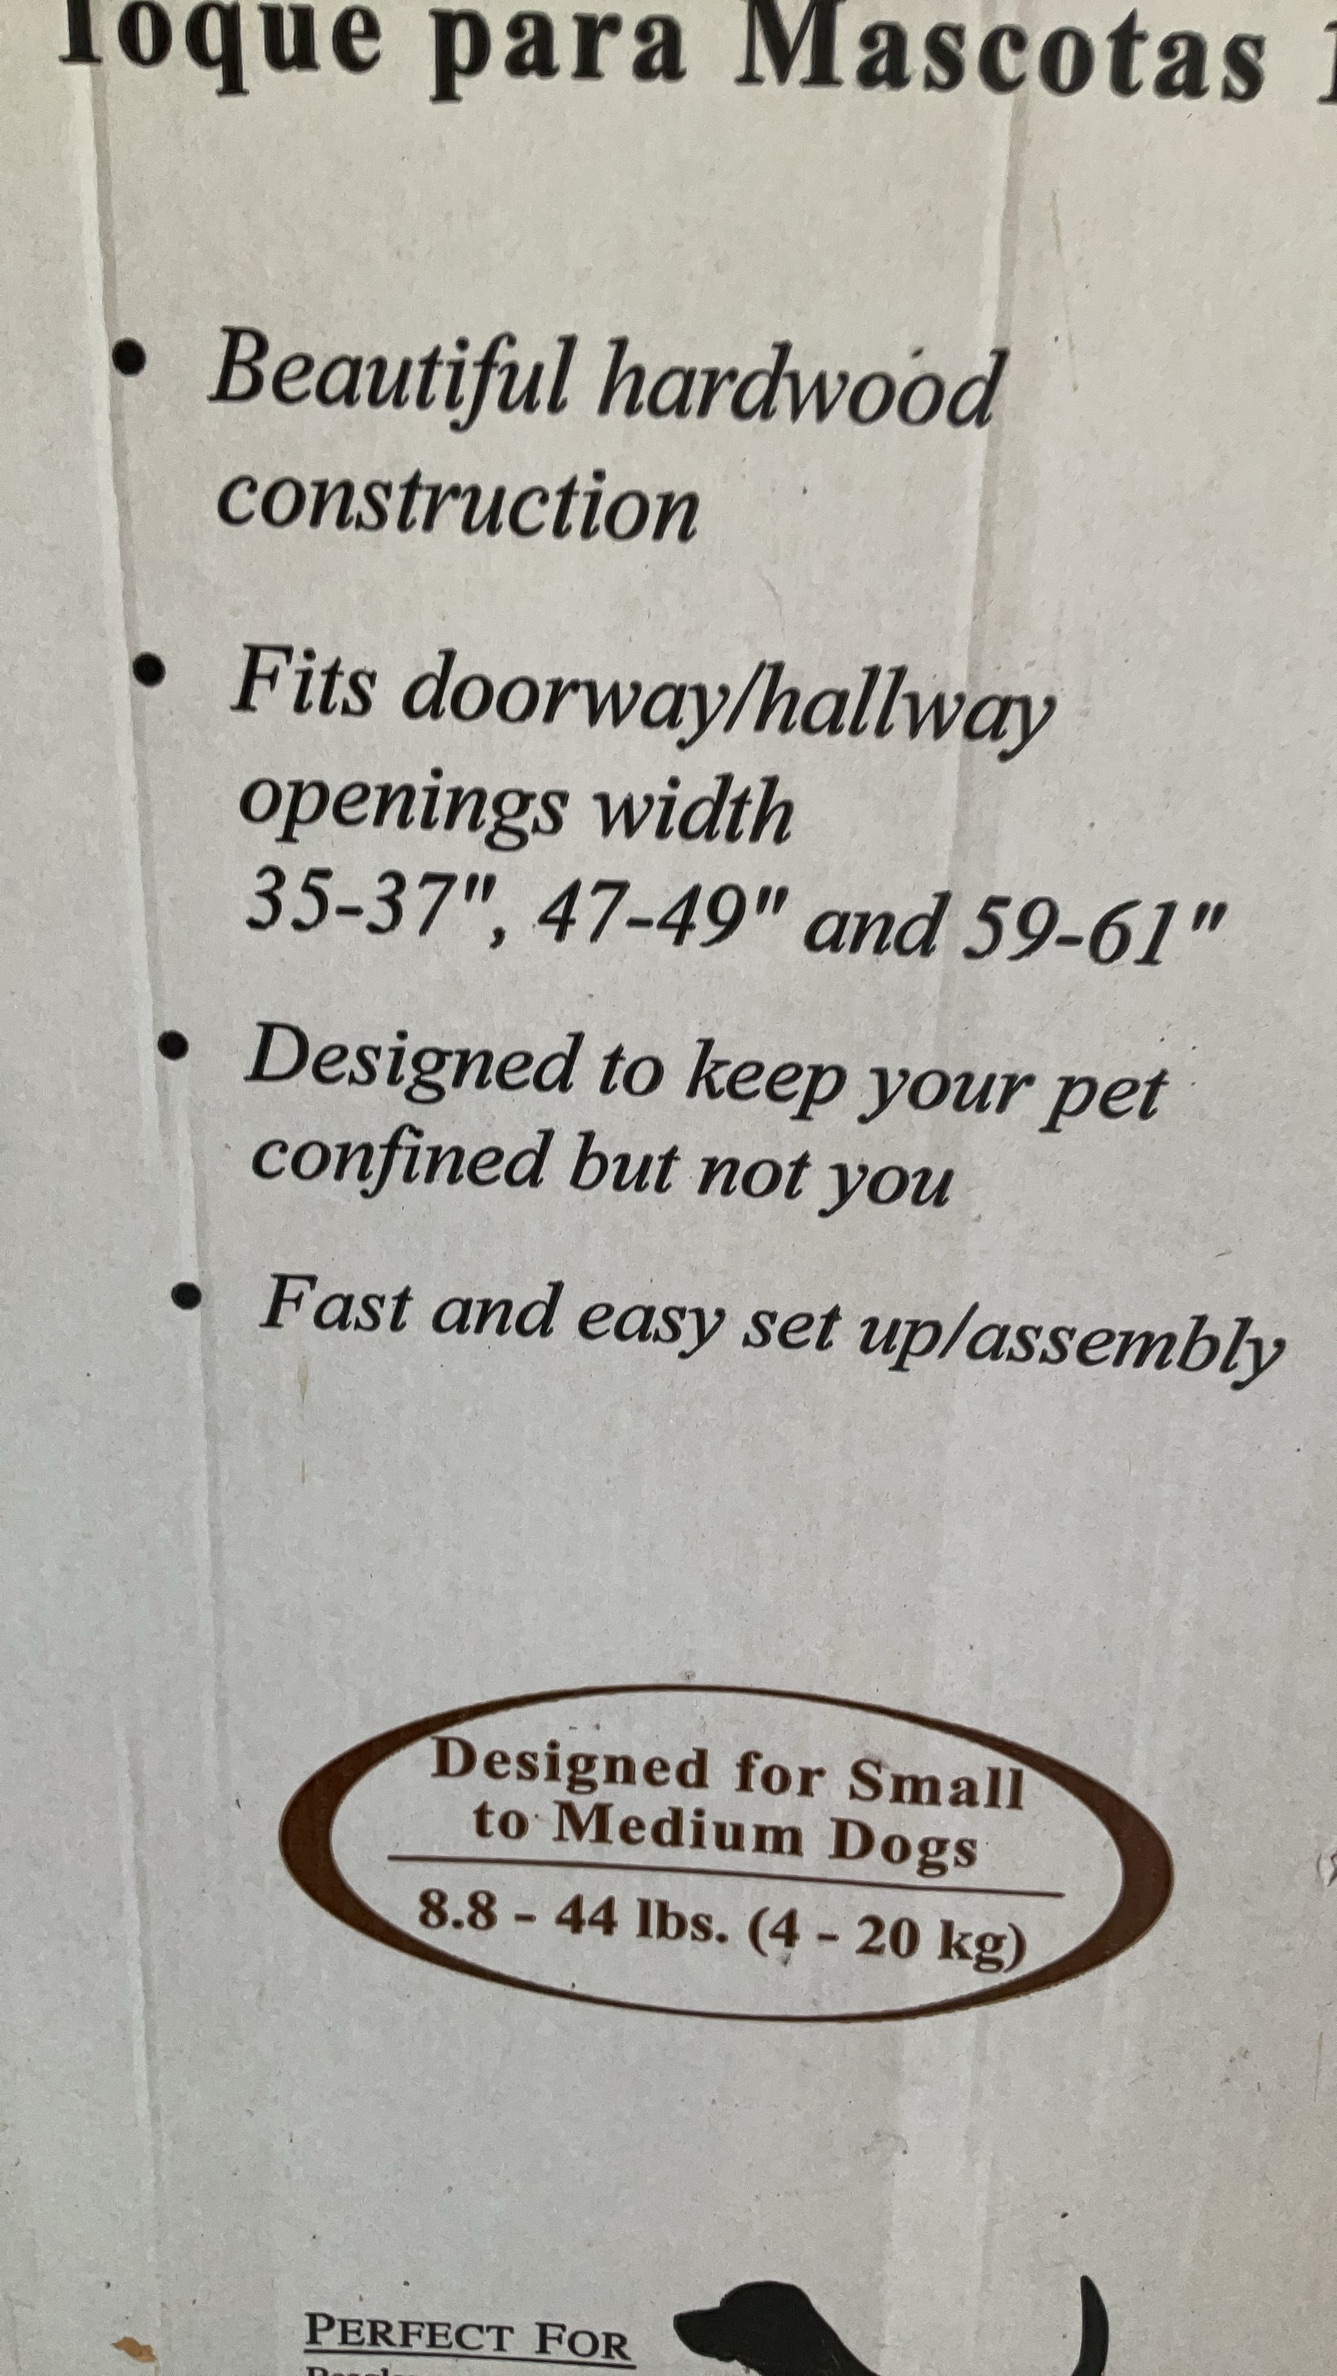 Toque para Mascotas
• Beautiful hardwood
construction
• Fits doorway/hallway
openings width
35-37", 47-49" and 59-61"
• Designed to keep your pet
confined but not you
• Fast and easy set up/assembly
Designed for Small
to Medium Dogs
8.8 - 44 lbs. (4 - 20 kg)
PERFECT FOR